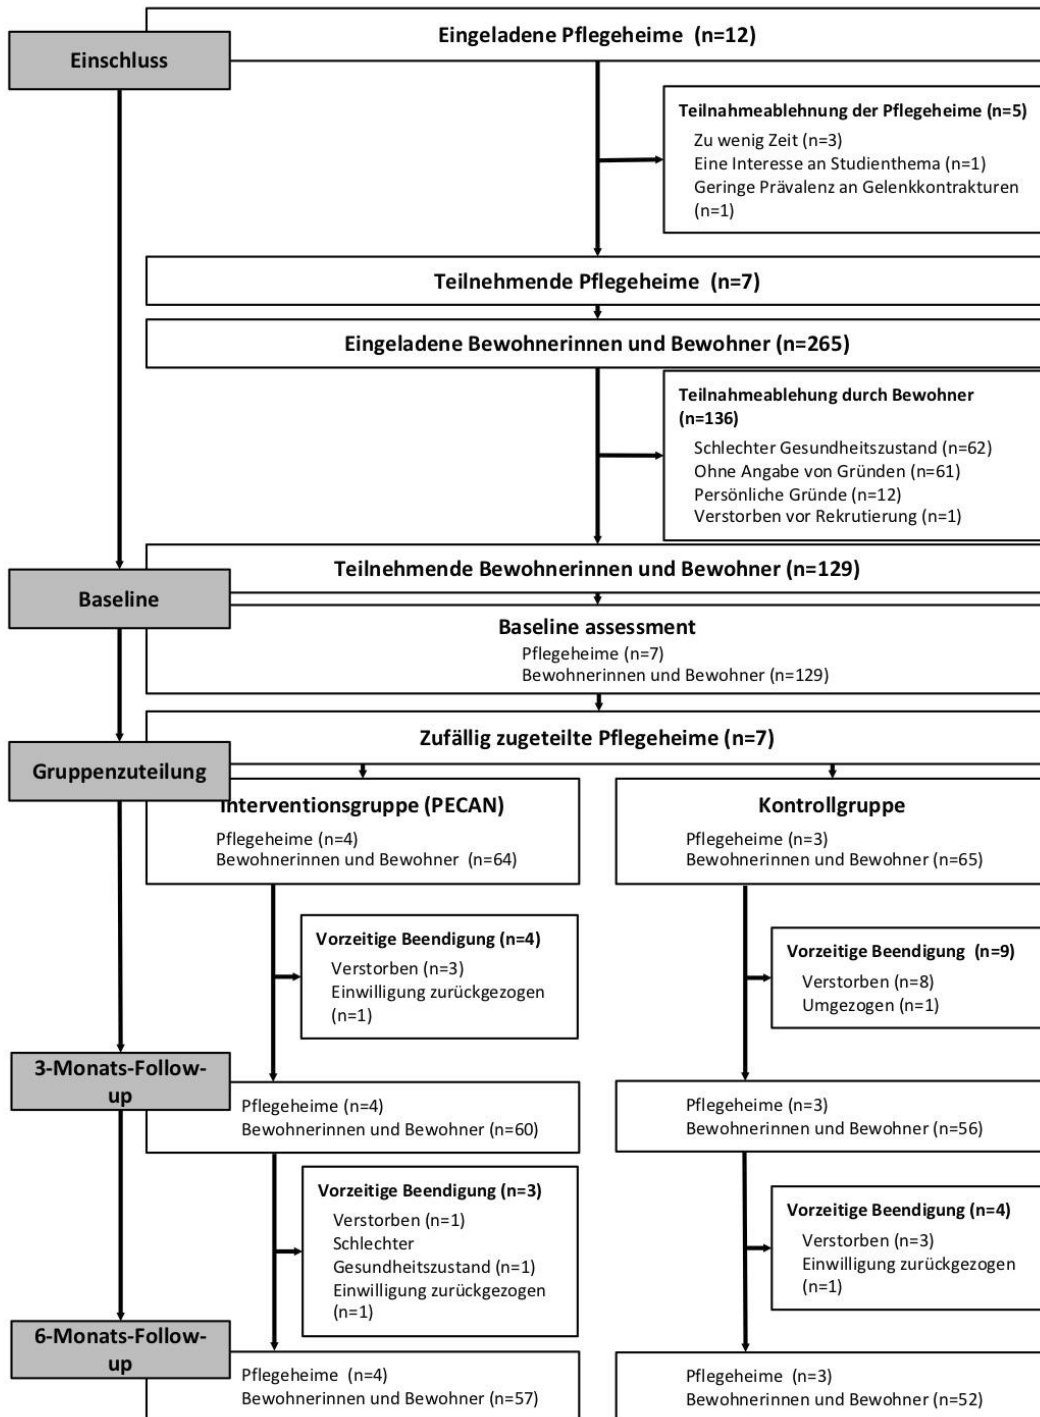 Eingeladene Pflegeheime (n=12)
Einschluss
Teilnahmeablehnung der Pflegeheime (n=5)
Zu wenig Zeit (n=3)
Eine Interesse an Studienthema (n=1)
Geringe Prävalenz an Gelenkkontrakturen
(n=1)
Teilnehmende Pflegeheime (n=7)
Eingeladene Bewohnerinnen und Bewohner (n=265)
Teilnahmeablehung durch Bewohner
(n=136)
Schlechter Gesundheitszustand (n=62)
Ohne Angabe von Gründen (n=61)
Persönliche Gründe (n=12)
Verstorben vor Rekrutierung (n=1)
Teilnehmende Bewohnerinnen und Bewohner (n=129)
Baseline
Baseline assessment
Pflegeheime (n=7)
Bewohnerinnen und Bewohner (n=129)
Zufällig zugeteilte Pflegeheime (n=7)
Gruppenzuteilung
Interventionsgruppe (PECAN)
Pflegeheime (n=4)
Bewohnerinnen und Bewohner (n=64)
Kontrollgruppe
Pflegeheime (n=3)
Bewohnerinnen und Bewohner (n=65)
Vorzeitige Beendigung (n=4)
Verstorben (n=3)
Einwilligung zurückgezogen
(n=1)
Vorzeitige Beendigung (n=9)
Verstorben (n=8)
Umgezogen (n=1)
3-Monats-Follow-
up
Pflegeheime (n=4)
Bewohnerinnen und Bewohner (n=60)
Pflegeheime (n=3)
Bewohnerinnen und Bewohner (n=56)
Vorzeitige Beendigung (n=3)
Verstorben (n=1)
Schlechter
Gesundheitszustand (n=1)
Einwilligung zurückgezogen
(n=1)
Vorzeitige Beendigung (n=4)
Verstorben (n=3)
Einwilligung zurückgezogen
(n=1)
6-Monats-Follow-
up
Pflegeheime (n=4)
Bewohnerinnen und Bewohner (n=57)
Pflegeheime (n=3)
Bewohnerinnen und Bewohner (n=52)